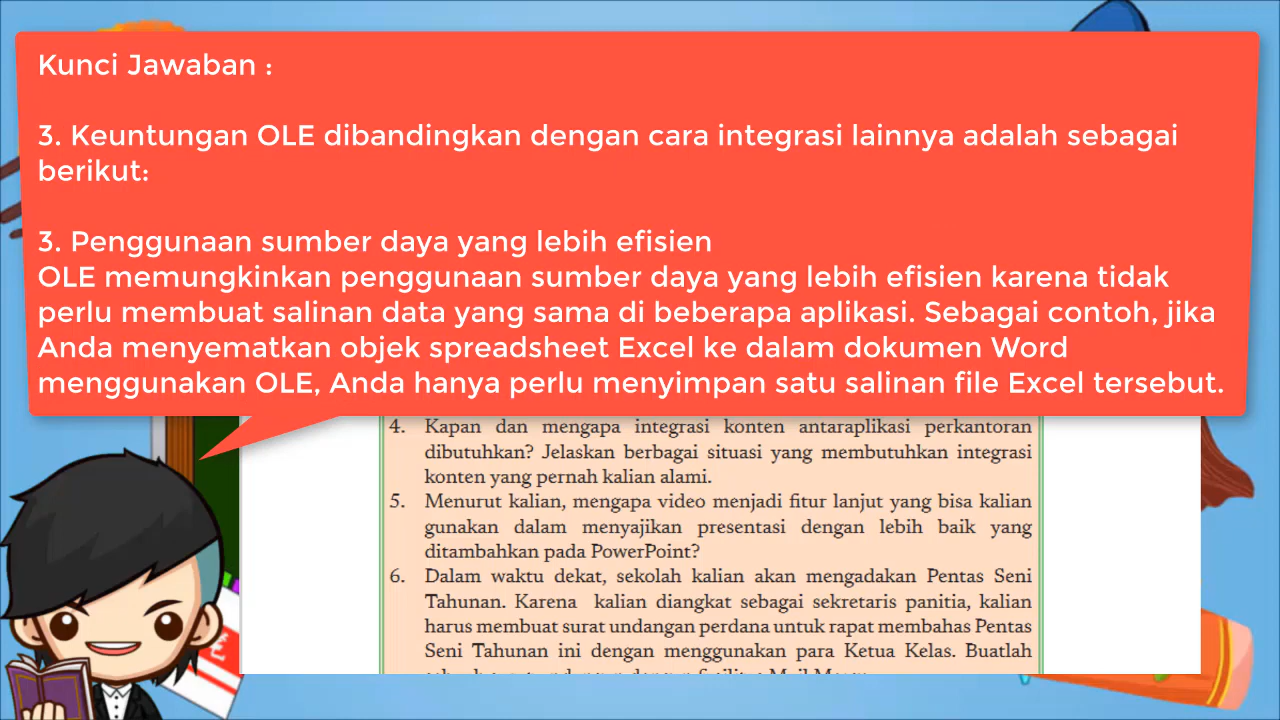 Kunci Jawaban :
3. Keuntungan OLE dibandingkan dengan cara integrasi lainnya adalah sebagai
berikut:
3. Penggunaan sumber daya yang lebih efisien
OLE memungkinkan penggunaan sumber daya yang lebih efisien karena tidak
perlu membuat salinan data yang sama di beberapa aplikasi. Sebagai contoh, jika
Anda menyematkan objek spreadsheet Excel ke dalam dokumen Word
menggunakan OLE, Anda hanya perlu menyimpan satu salinan file Excel tersebut.
4. Kapan dan mengapa integrasi konten antaraplikasi perkantoran
dibutuhkan? Jelaskan berbagai situasi yang membutuhkan integrasi
konten yang pernah kalian alami.
5. Menurut kalian, mengapa video menjadi fitur lanjut yang bisa kalian
gunakan dalam menyajikan presentasi dengan lebih baik yang
ditambahkan pada PowerPoint?
6. Dalam waktu dekat, sekolah kalian akan mengadakan Pentas Seni
Tahunan. Karena kalian diangkat sebagai sekretaris panitia, kalian
harus membuat surat undangan perdana untuk rapat membahas Pentas
Seni Tahunan ini dengan menggunakan para Ketua Kelas. Buatlah